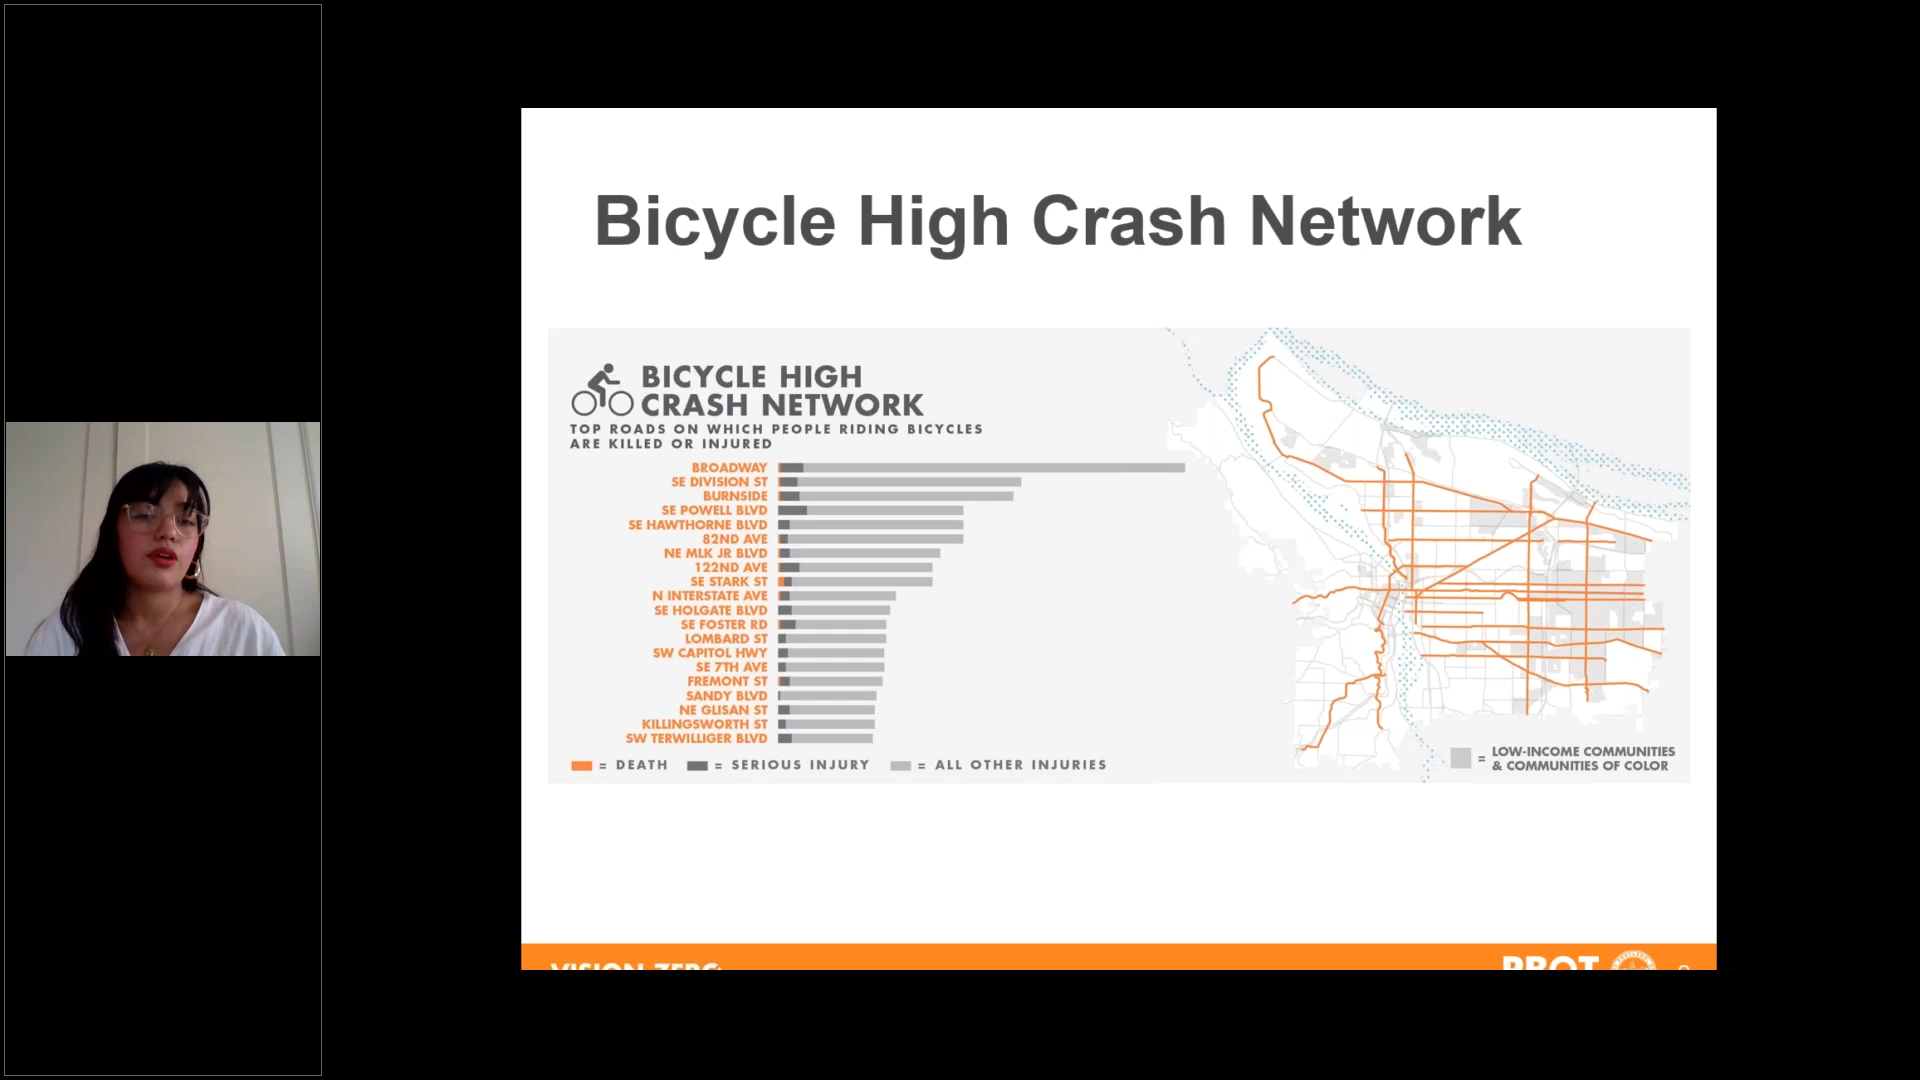 Bicycle High Crash Network
BICYCLE HIGH
CRASH NETWORK
TOP ROADS ON WHICH PEOPLE RIDING BICYCLES
ARE KILLED OR INJURED
BROADWAY
SE DIVISION ST
BURNSIDE
SE POWELL BLVD
SE HAWTHORNE BLVD
82ND AVE
NE MLK JR BLVD
122ND AVE
SE STARK ST
N INTERSTATE AVE
SE HOLGATE BLVD
SE FOSTER RD
LOMBARD ST
SW CAPITOL HWY
SE 7TH AVE
FREMONT ST
SANDY BLVD
NE GLISAN ST
KILLINGSWORTH ST
SW TERWILLIGER BLVD
= DEATH = SERIOUS INJURY = ALL OTHER INJURIES
= LOW-INCOME COMMUNITIES
& COMMUNITIES OF COLOR
VISION ZERO
PBOT